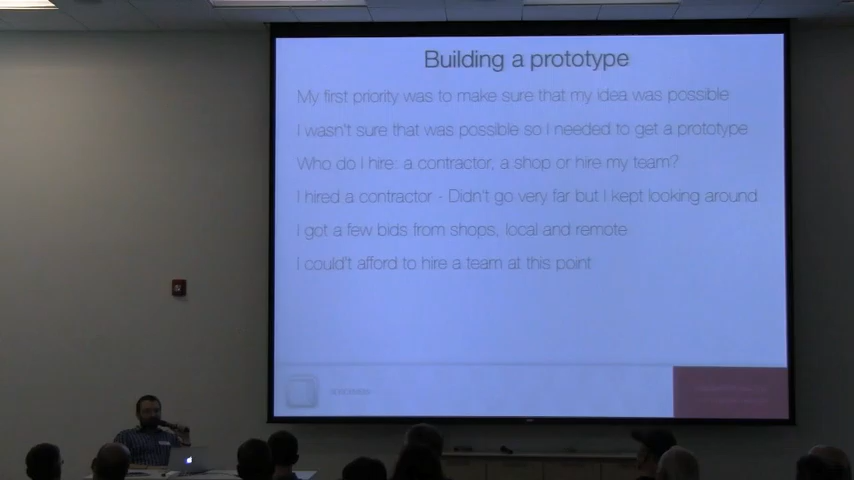 Building a prototype
My first priority was to make sure that my idea was possible
I wasn't sure that was possible so I needed to get a prototype
Who do I hire: a contractor, a shop or hire my team?
I hired a contractor - Didn't go very far but I kept looking around
I got a few bids from shops, local and remote
I could't afford to hire a team at this point